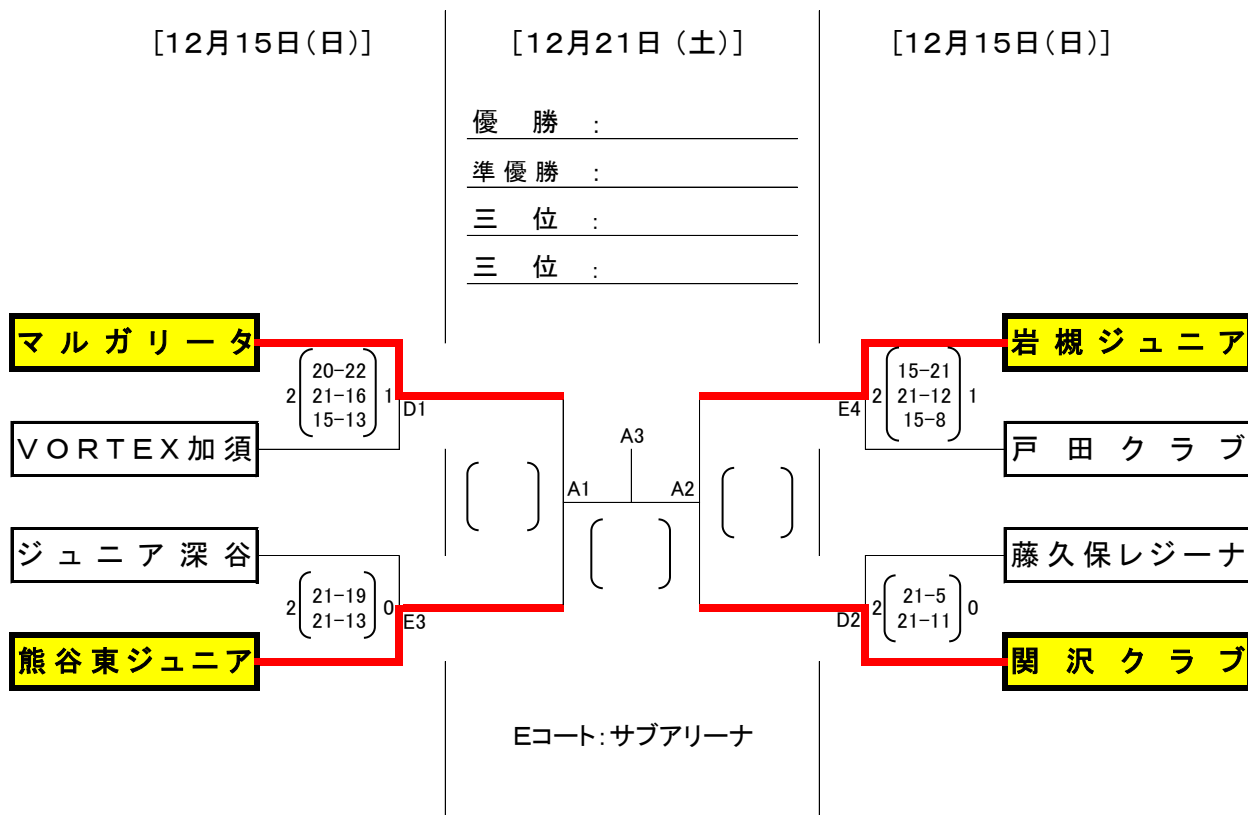 [12月15日(日)]
[12月21日 (土)]
[12月15日(日)]
優勝:
準優勝:
三位:
三位:
マルガリータ
2 20-22 1
21-16
15-13
D1
VORTEX加須
ジュニア深谷
2 21-19 0
21-13
E3
熊谷東ジュニア
A1
A3
A2
岩槻ジュニア
E4
2 15-21 1
21-12
15-8
戸田クラブ
藤久保レジーナ
D2
2 21-5 0
21-11
関沢クラブ
Eコート:サブアリーナ